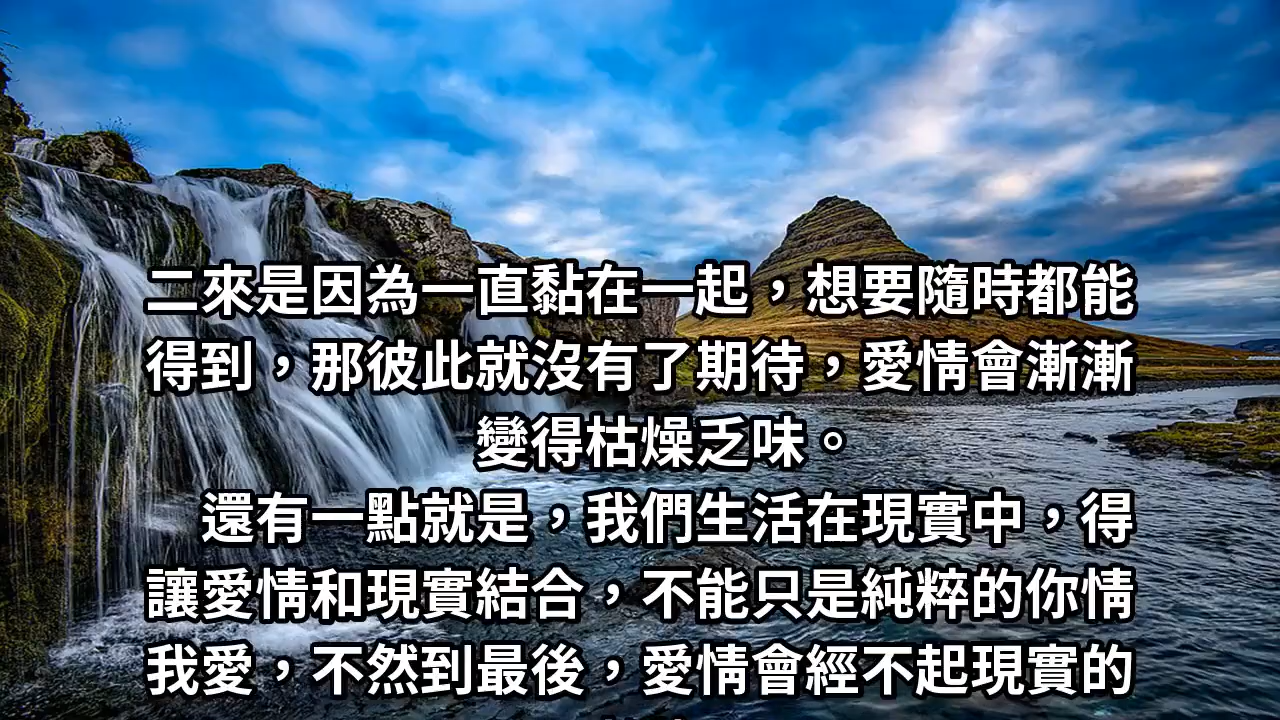 二來是因為一直黏在一起，想要隨時都能
得到，那彼此就沒有了期待，愛情會漸漸
變得枯燥乏味。
還有一點就是，我們生活在現實中，得
讓愛情和現實結合，不能只是純粹的你情
我愛，不然到最後，愛情會經不起現實的